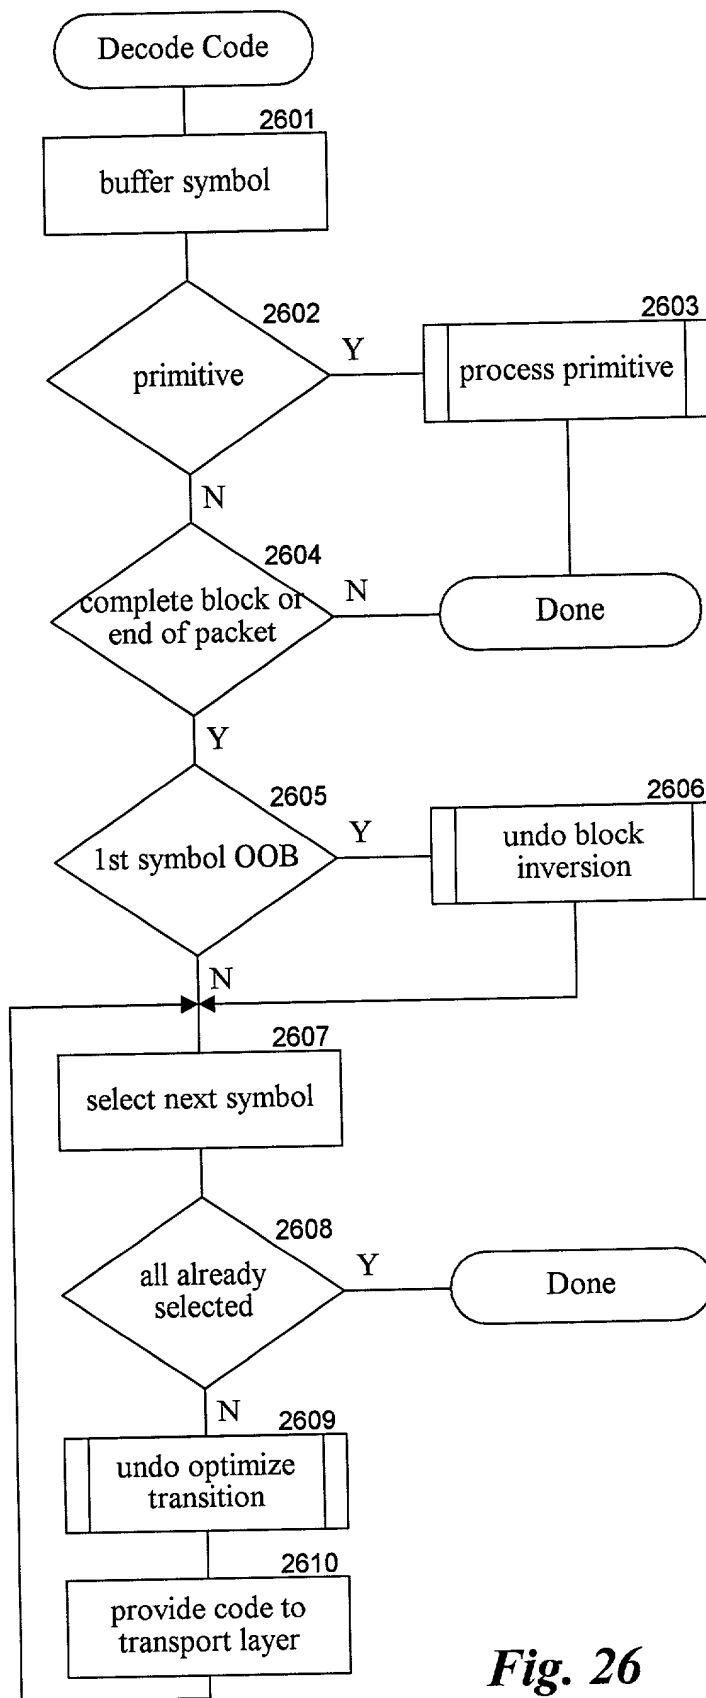 Decode Code
2601
buffer symbol
2602
primitive
Y
2603
process primitive
N
2604
complete block or
end of packet
N
Done
Y
2605
1st symbol OOB
Y
2606
undo block
inversion
N
2607
select next symbol
2608
all already
selected
Y
Done
N
2609
undo optimize
transition
2610
provide code to
transport layer
Fig. 26